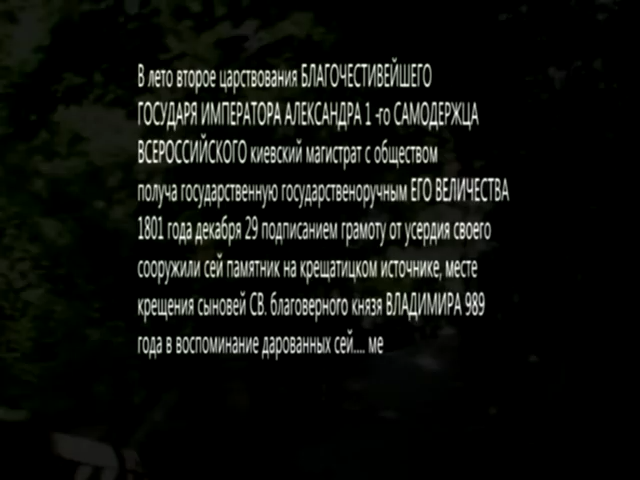 В лето второе царствования БЛАГОЧЕСТИВЕЙШЕГО
ГОСУДАРЯ ИМПЕРАТОРА АЛЕКСАНДРА 1 -го САМОДЕРЖЦА
ВСЕРОССИЙСКОГО киевский магистрат с обществом
получа государственную государственоручным ЕГО ВЕЛИЧЕСТВА
1801 года декабря 29 подписанием грамоту от усердия своего
сооружили сей памятник на крещатицком источнике, месте
крещения сыновей СВ. благоверного князя ВЛАДИМИРА 989
года в воспоминание дарованных сей.... ме